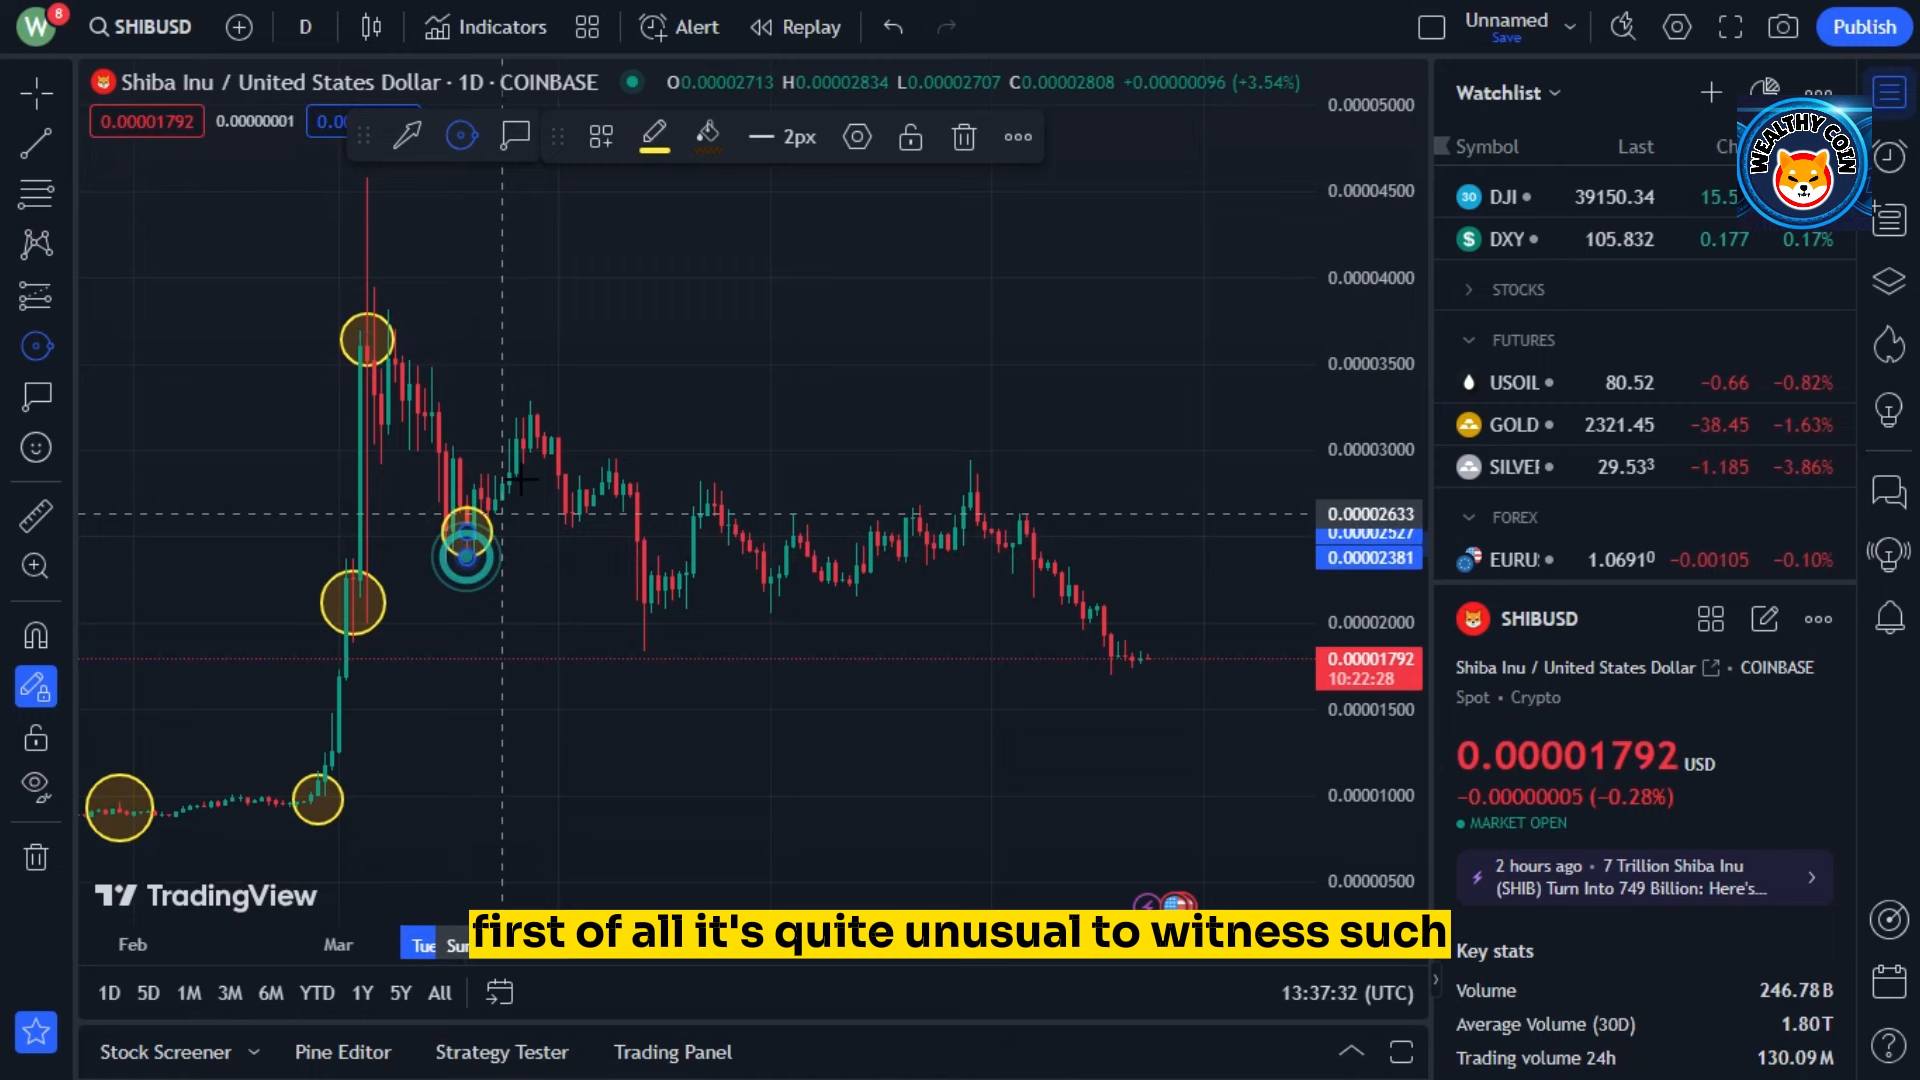 W
8
SHIBUSD
D
Indicators
Alert
Replay
Unnamed
Save
Publish
Shiba Inu / United States Dollar · 1D · COINBASE
O0.00002713 H0.00002834 L0.00002707 C0.00002808 +0.00000096 (+3.54%)
0.00001792
0.00000001
2px
0.00005000
0.00004500
0.00004000
0.00003500
0.00003000
0.00002633
0.00002527
0.00002381
0.00002000
0.00001792
10:22:28
0.00001500
0.00001000
0.00000500
TradingView
Feb
Mar
Tue
first of all it's quite unusual to witness such
1D 5D 1M 3M 6M YTD 1Y 5Y All
13:37:32 (UTC)
Stock Screener
Pine Editor
Strategy Tester
Trading Panel
Watchlist
WEALTHY COIN
Symbol Last
30 DJI 39150.34
$ DXY 105.832 0.177 0.17%
STOCKS
FUTURES
USOIL 80.52 −0.66 −0.82%
GOLD 2321.45 −38.45 −1.63%
SILVER 29.533 −1.185 −3.86%
FOREX
EURU 1.06910 −0.00105 −0.10%
SHIBUSD
Shiba Inu / United States Dollar • COINBASE
Spot • Crypto
0.00001792 USD
−0.00000005 (−0.28%)
MARKET OPEN
2 hours ago • 7 Trillion Shiba Inu
(SHIB) Turn Into 749 Billion: Here's...
Key stats
Volume 246.78B
Average Volume (30D) 1.80T
Trading volume 24h 130.09M